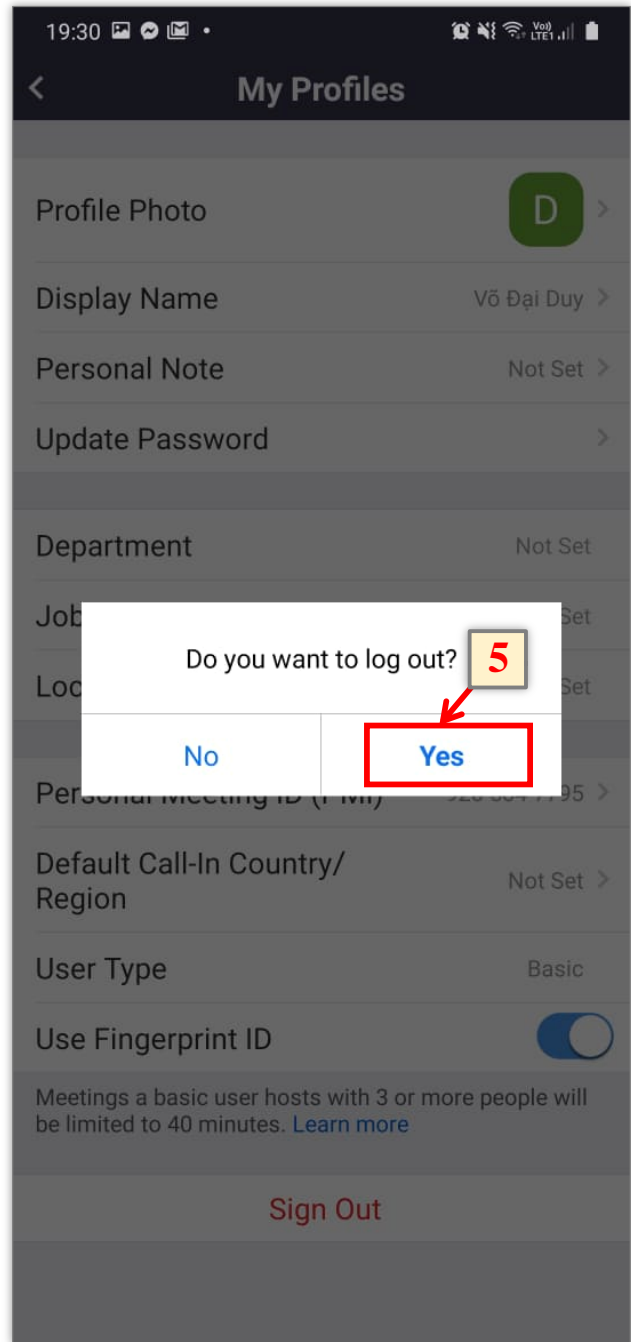 19:30
Vol) LTE1
My Profiles
Profile Photo
D
Display Name Võ Đại Duy
Personal Note Not Set
Update Password
Department Not Set
Job Set
Do you want to log out? 5
Loc Set
No Yes
95
Default Call-In Country/
Region
Not Set
User Type Basic
Use Fingerprint ID
Meetings a basic user hosts with 3 or more people will
be limited to 40 minutes. Learn more
Sign Out